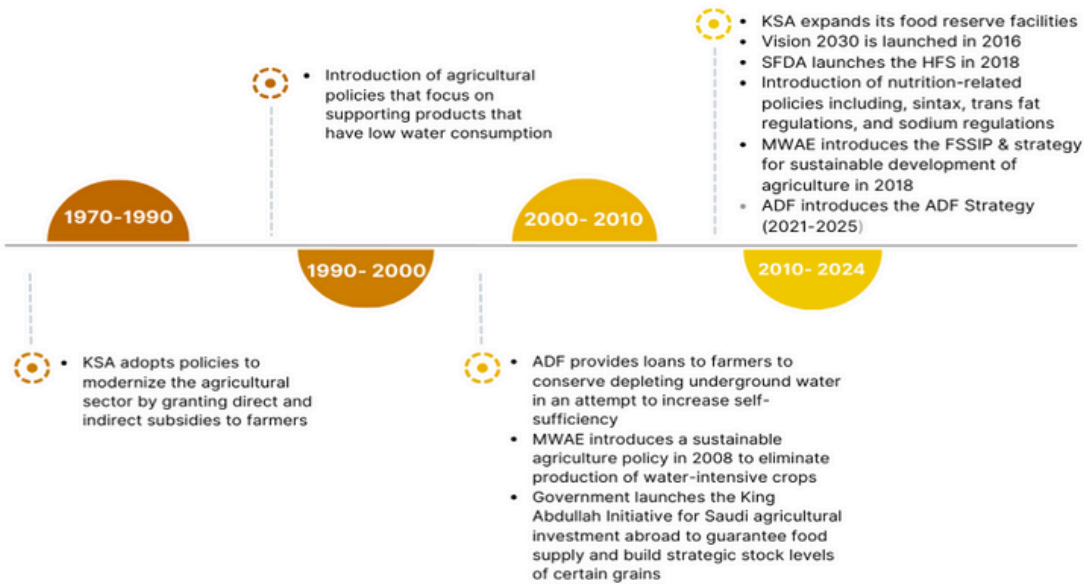 1970-1990
• KSA adopts policies to
modernize the agricultural
sector by granting direct and
indirect subsidies to farmers
1990- 2000
• Introduction of agricultural
policies that focus on
supporting products that
have low water consumption
2000- 2010
• ADF provides loans to farmers to
conserve depleting underground water
in an attempt to increase self-
sufficiency
• MWAE introduces a sustainable
agriculture policy in 2008 to eliminate
production of water-intensive crops
• Government launches the King
Abdullah Initiative for Saudi agricultural
investment abroad to guarantee food
supply and build strategic stock levels
of certain grains
2010- 2024
• KSA expands its food reserve facilities
• Vision 2030 is launched in 2016
• SFDA launches the HFS in 2018
• Introduction of nutrition-related
policies including, sintax, trans fat
regulations, and sodium regulations
• MWAE introduces the FSSIP & strategy
for sustainable development of
agriculture in 2018
• ADF introduces the ADF Strategy
(2021-2025)